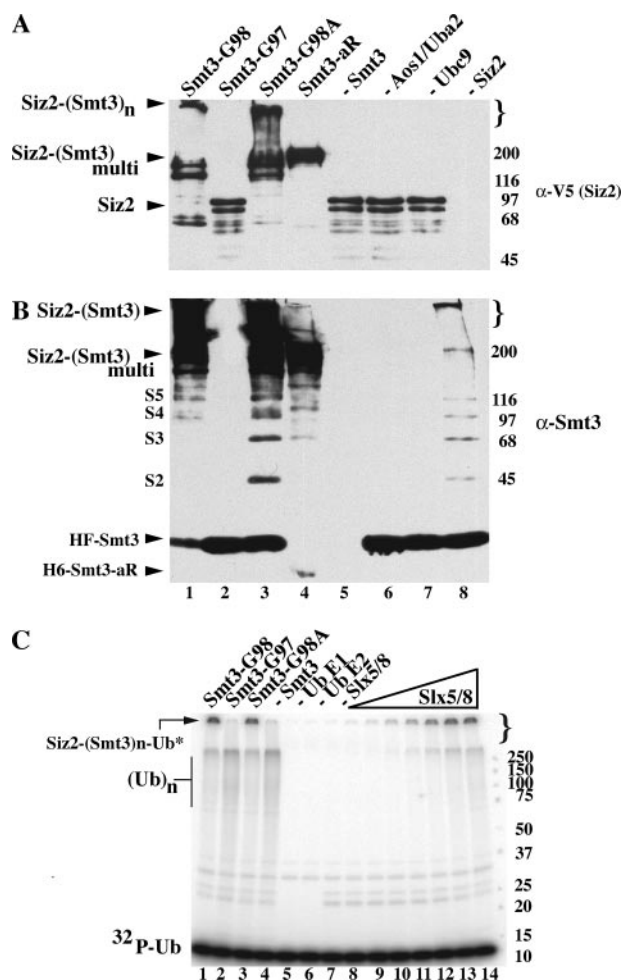 A
Smt3-G98
Smt3-G97
Smt3-G98A
Smt3-aR
- Smt3
- Aos1/Uba2
- Ubc9
- Siz2
Siz2-(Smt3)n
}
Siz2-(Smt3)multi
200
116
Siz2
97
α-V5 (Siz2)
68
45
B
Siz2-(Smt3)
}
Siz2-(Smt3)multi
200
S5
116
α-Smt3
S4
97
S3
68
S2
45
HF-Smt3
H6-Smt3-aR
1 2 3 4 5 6 7 8
C
Smt3-G98
Smt3-G97
Smt3-G98A
- Smt3
- Ub E1
- Ub E2
- Slx5/8
Slx5/8
}
Siz2-(Smt3)n-Ub*
250
(Ub)n
150
100
75
50
37
25
20
15
32P-Ub
10
1 2 3 4 5 6 7 8 9 10 11 12 13 14